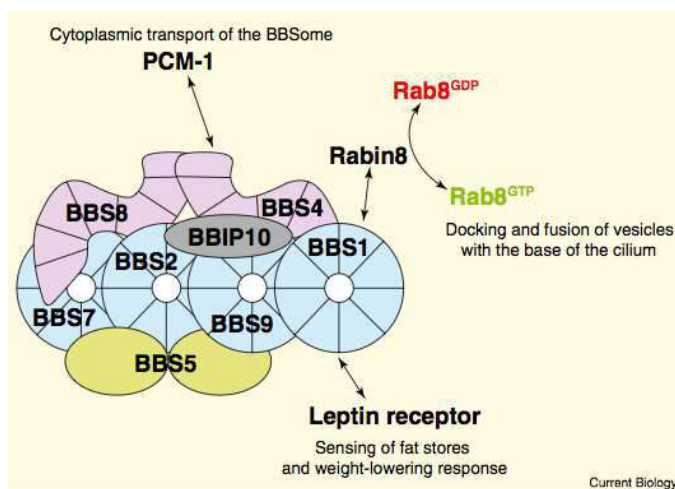 Cytoplasmic transport of the BBSome
PCM-1
Rab8GDP
Rabin8
Rab8GTP
Docking and fusion of vesicles
with the base of the cilium
BBS8
BBS4
BBIP10
BBS2
BBS1
BBS7
BBS9
BBS5
Leptin receptor
Sensing of fat stores
and weight-lowering response
Current Biology